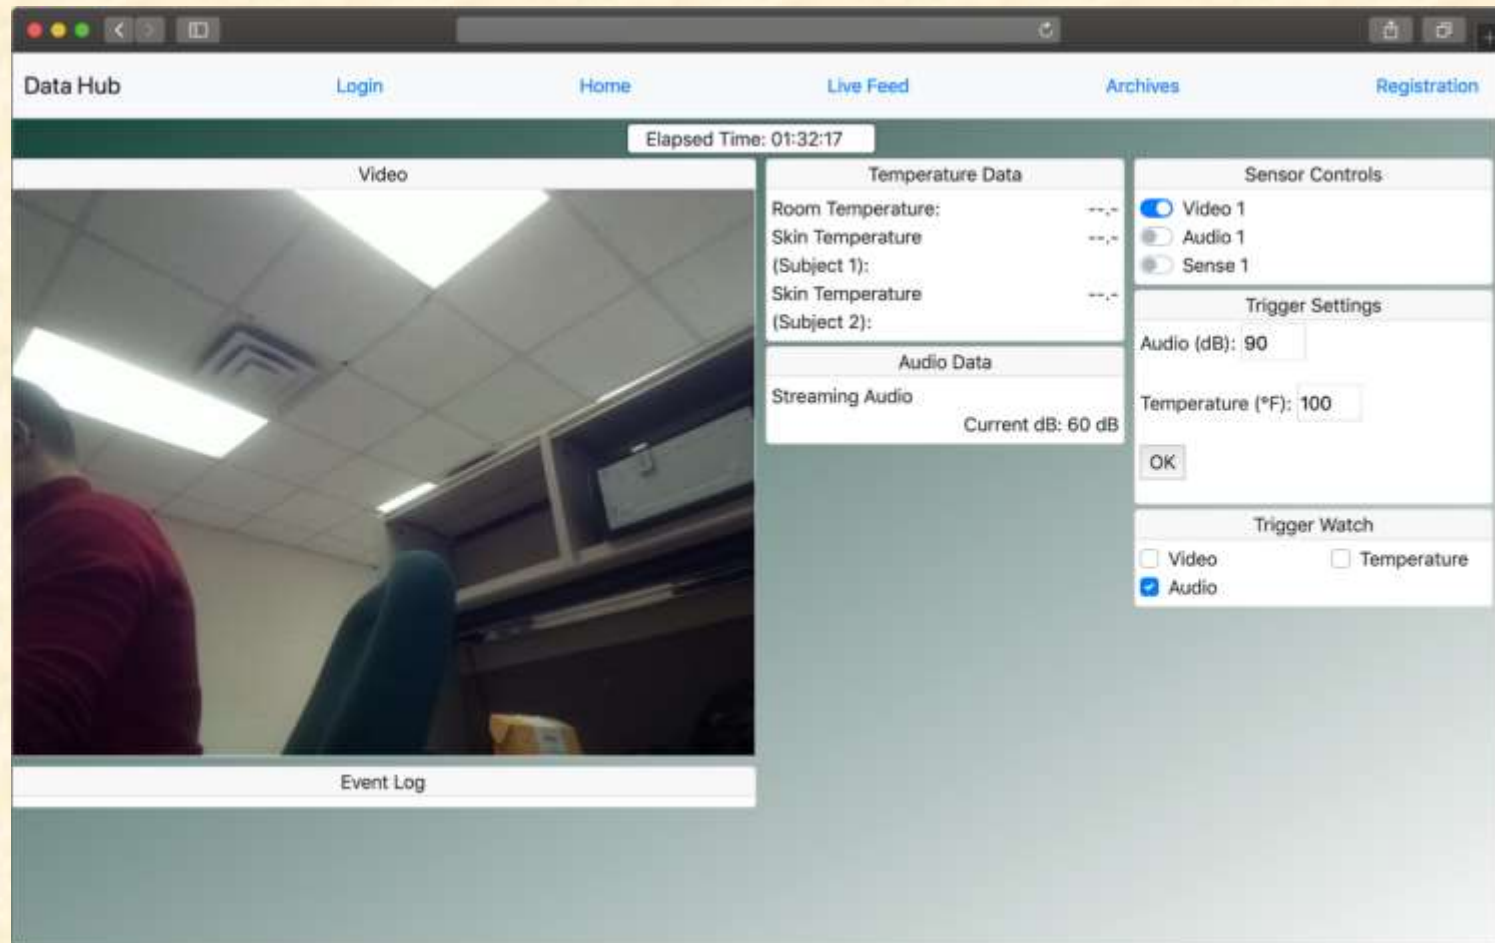 Data Hub Login Home Live Feed Archives Registration
Elapsed Time: 01:32:17
Video
Event Log
Temperature Data
Room Temperature: --.-
Skin Temperature --.-
(Subject 1):
Skin Temperature --.-
(Subject 2):
Audio Data
Streaming Audio
Current dB: 60 dB
Sensor Controls
Video 1
Audio 1
Sense 1
Trigger Settings
Audio (dB): 90
Temperature (°F): 100
OK
Trigger Watch
Video Temperature
Audio